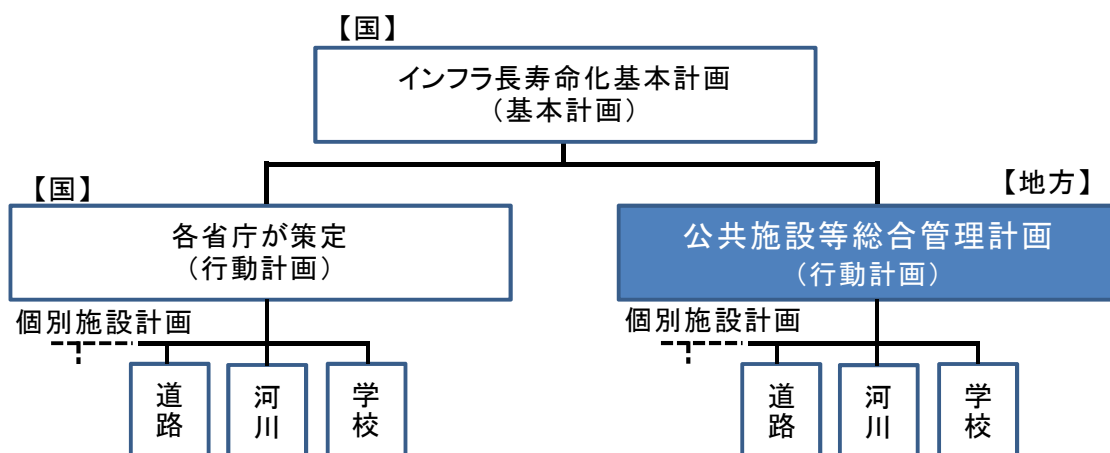 【国】
インフラ長寿命化基本計画
（基本計画）
【国】
各省庁が策定
（行動計画）
【地方】
公共施設等総合管理計画
（行動計画）
個別施設計画
道路
河川
学校
個別施設計画
道路
河川
学校